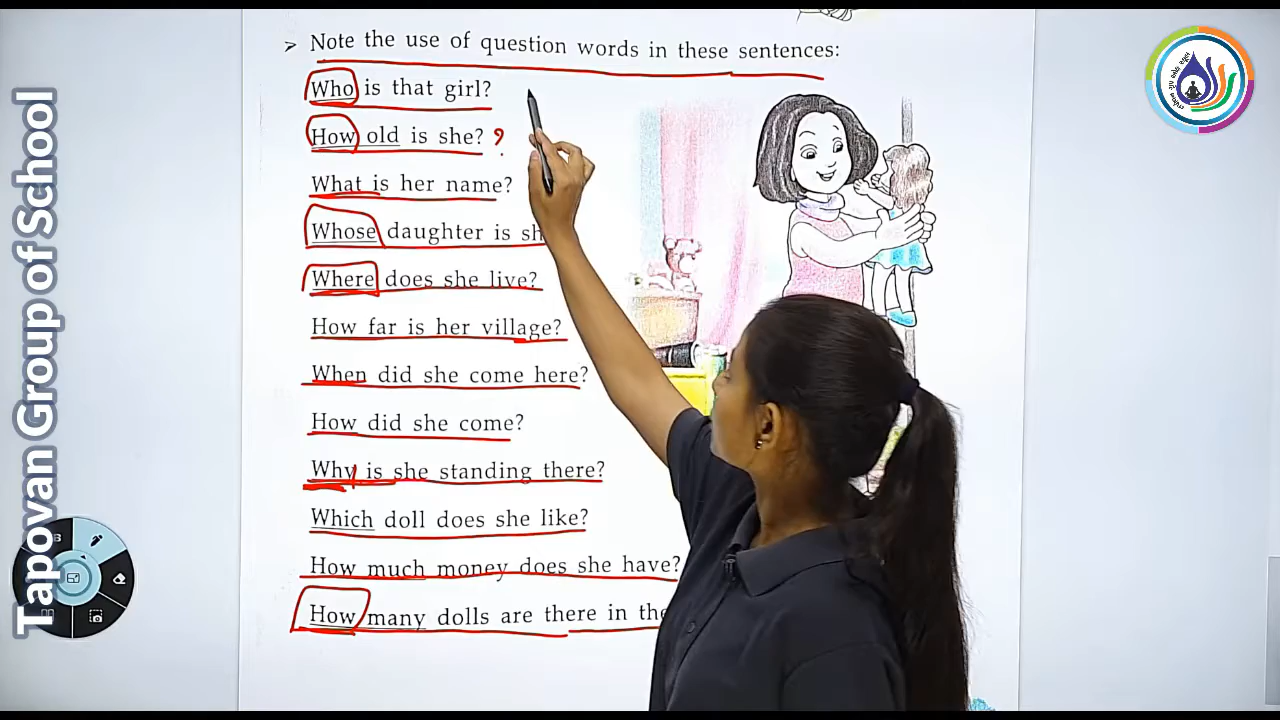 ➢ Note the use of question words in these sentences:
Who is that girl?
How old is she? ?
What is her name?
Whose daughter is sh
Where does she live?
How far is her village?
When did she come here?
How did she come?
Why is she standing there?
Which doll does she like?
How much money does she have?
How many dolls are there in the
Tapovan Group of School